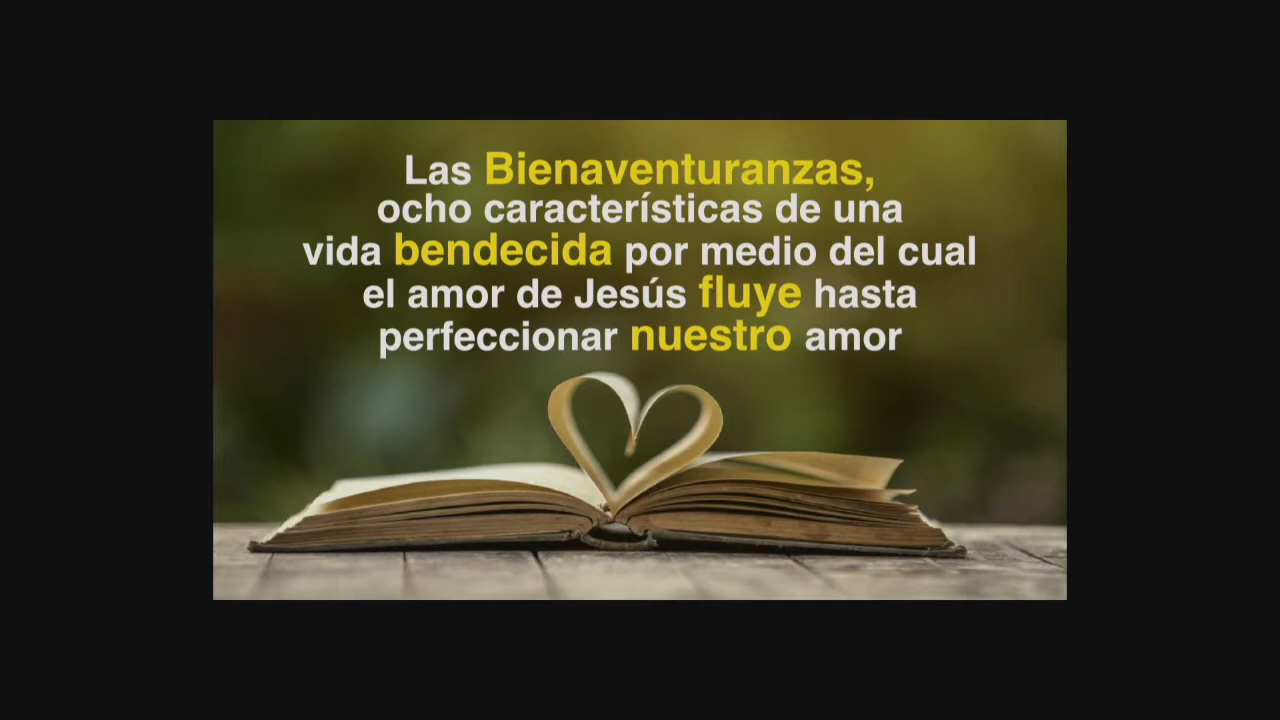 Las Bienaventuranzas,
ocho características de una
vida bendecida por medio del cual
el amor de Jesús fluye hasta
perfeccionar nuestro amor